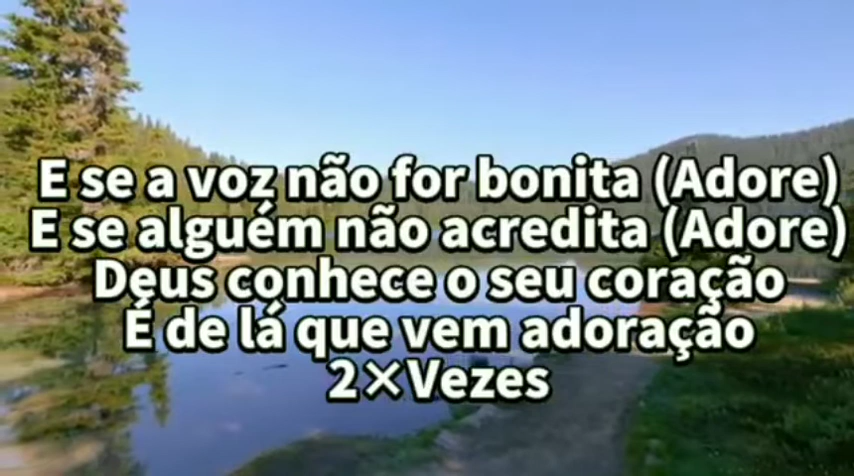 E se a voz não for bonita (Adore)
E se alguém não acredita (Adore)
Deus conhece o seu coração
É de lá que vem adoração
2×Vezes